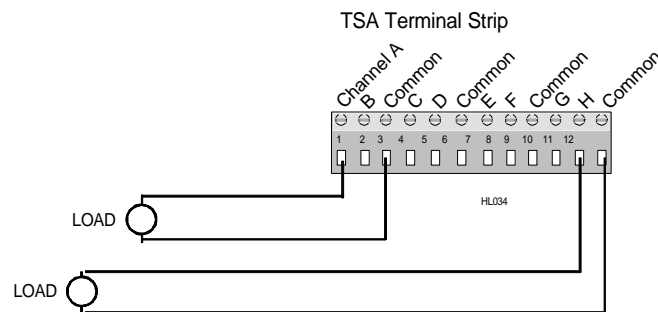 TSA Terminal Strip
Channel A
B
Common
C
D
Common
E
F
Common
G
H
Common
1 2 3 4 5 6 7 8 9 10 11 12
HL034
LOAD
LOAD